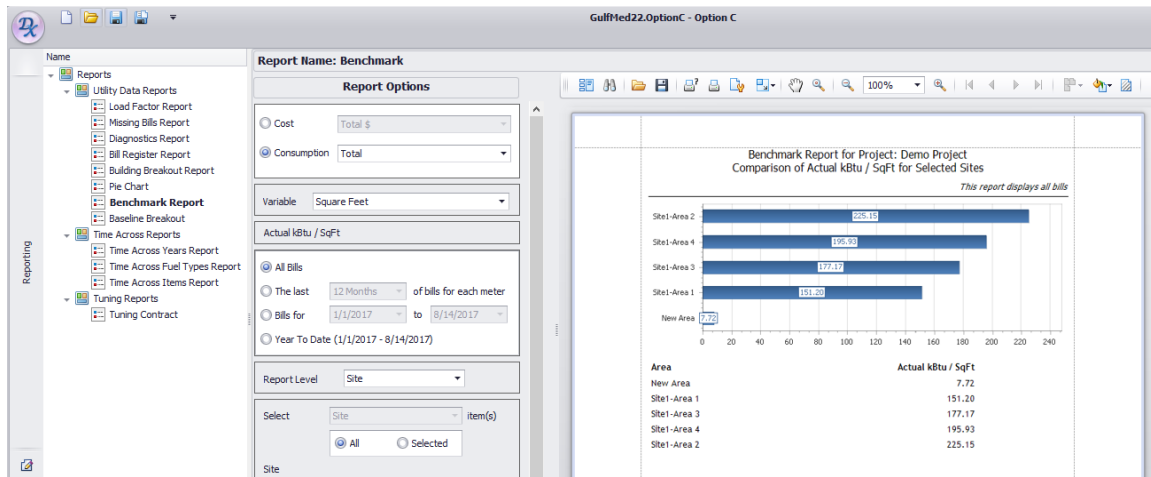 GulfMed22.OptionC - Option C
Name
Reports
Utility Data Reports
Load Factor Report
Missing Bills Report
Diagnostics Report
Bill Register Report
Building Breakout Report
Pie Chart
Benchmark Report
Baseline Breakout
Time Across Reports
Time Across Years Report
Time Across Fuel Types Report
Time Across Items Report
Tuning Reports
Tuning Contract
Reporting
Report Name: Benchmark
Report Options
Cost Total $
Consumption Total
Variable Square Feet
Actual kBtu / SqFt
All Bills
The last 12 Months of bills for each meter
Bills for 1/1/2017 to 8/14/2017
Year To Date (1/1/2017 - 8/14/2017)
Report Level Site
Select Site item(s)
All Selected
Site
100%
Benchmark Report for Project: Demo Project
Comparison of Actual kBtu / SqFt for Selected Sites
This report displays all bills
Site1-Area 2 225.15
Site1-Area 4 195.93
Site1-Area 3 177.17
Site1-Area 1 151.20
New Area 7.72
0 20 40 60 80 100 120 140 160 180 200 220 240
Area Actual kBtu / SqFt
New Area 7.72
Site1-Area 1 151.20
Site1-Area 3 177.17
Site1-Area 4 195.93
Site1-Area 2 225.15